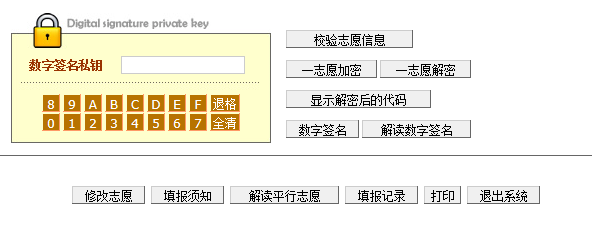 Digital signature private key
校验志愿信息
数字签名私钥
一志愿加密 一志愿解密
显示解密后的代码
8 9 A B C D E F 退格
0 1 2 3 4 5 6 7 全清
数字签名 解读数字签名
修改志愿 填报须知 解读平行志愿 填报记录 打印 退出系统